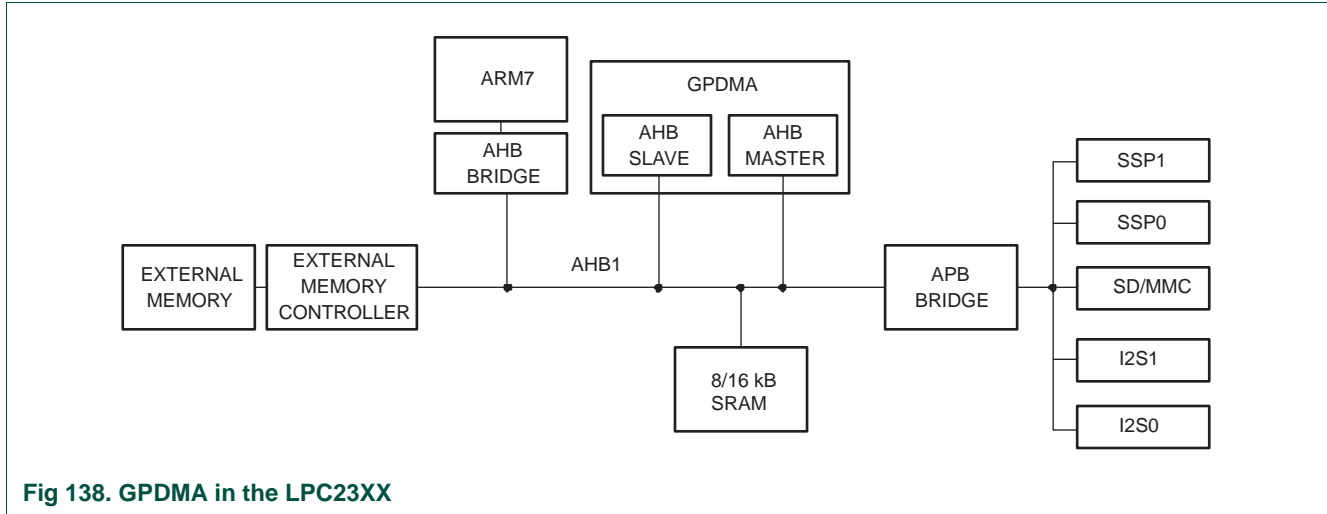 ARM7
AHB
BRIDGE
GPDMA
AHB
SLAVE
AHB
MASTER
EXTERNAL
MEMORY
EXTERNAL
MEMORY
CONTROLLER
AHB1
8/16 kB
SRAM
APB
BRIDGE
SSP1
SSP0
SD/MMC
I2S1
I2S0
Fig 138. GPDMA in the LPC23XX